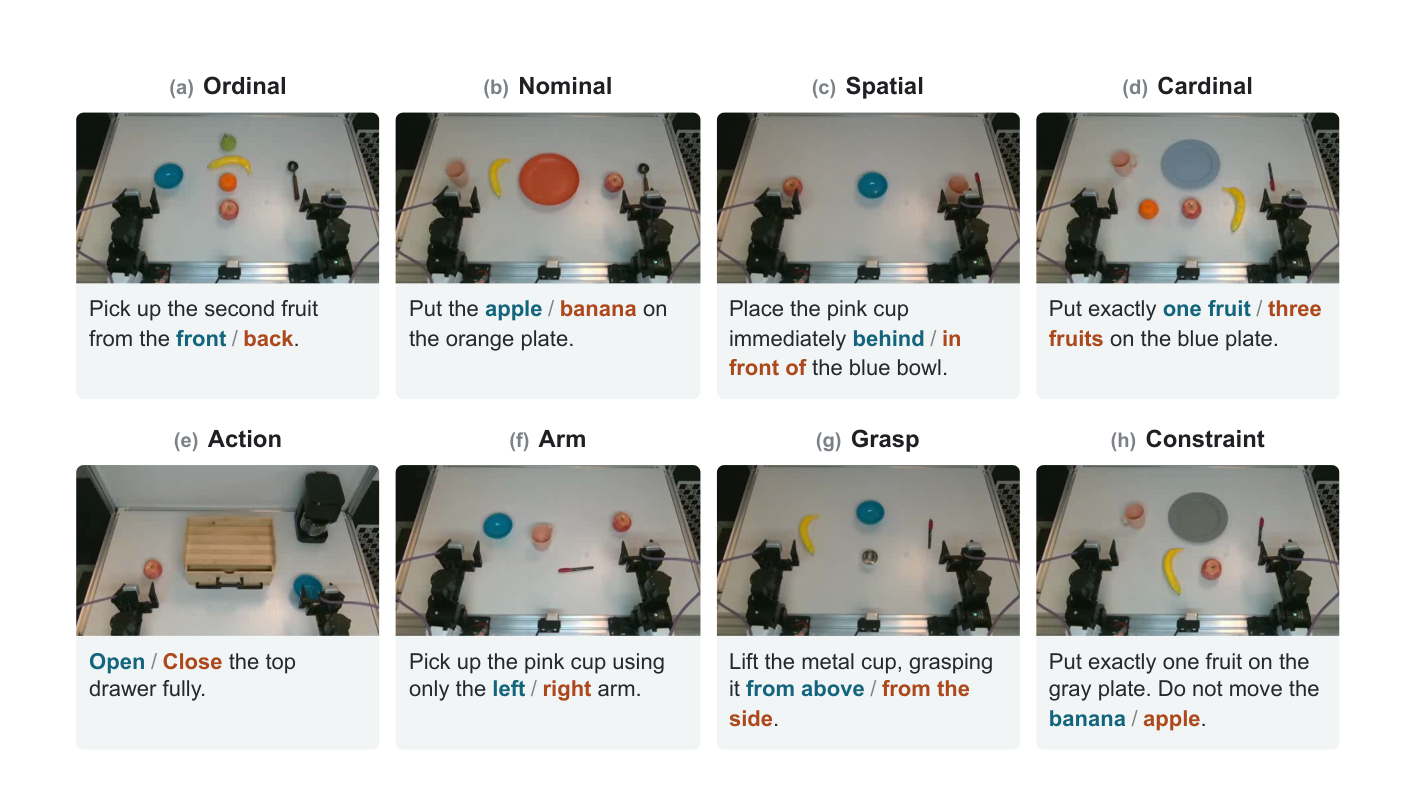 (a) Ordinal
(b) Nominal
(c) Spatial
(d) Cardinal
Pick up the second fruit
from the front / back.
Put the apple / banana on
the orange plate.
Place the pink cup
immediately behind / in
front of the blue bowl.
Put exactly one fruit / three
fruits on the blue plate.
(e) Action
(f) Arm
(g) Grasp
(h) Constraint
Open / Close the top
drawer fully.
Pick up the pink cup using
only the left / right arm.
Lift the metal cup, grasping
it from above / from the
side.
Put exactly one fruit on the
gray plate. Do not move the
banana / apple.